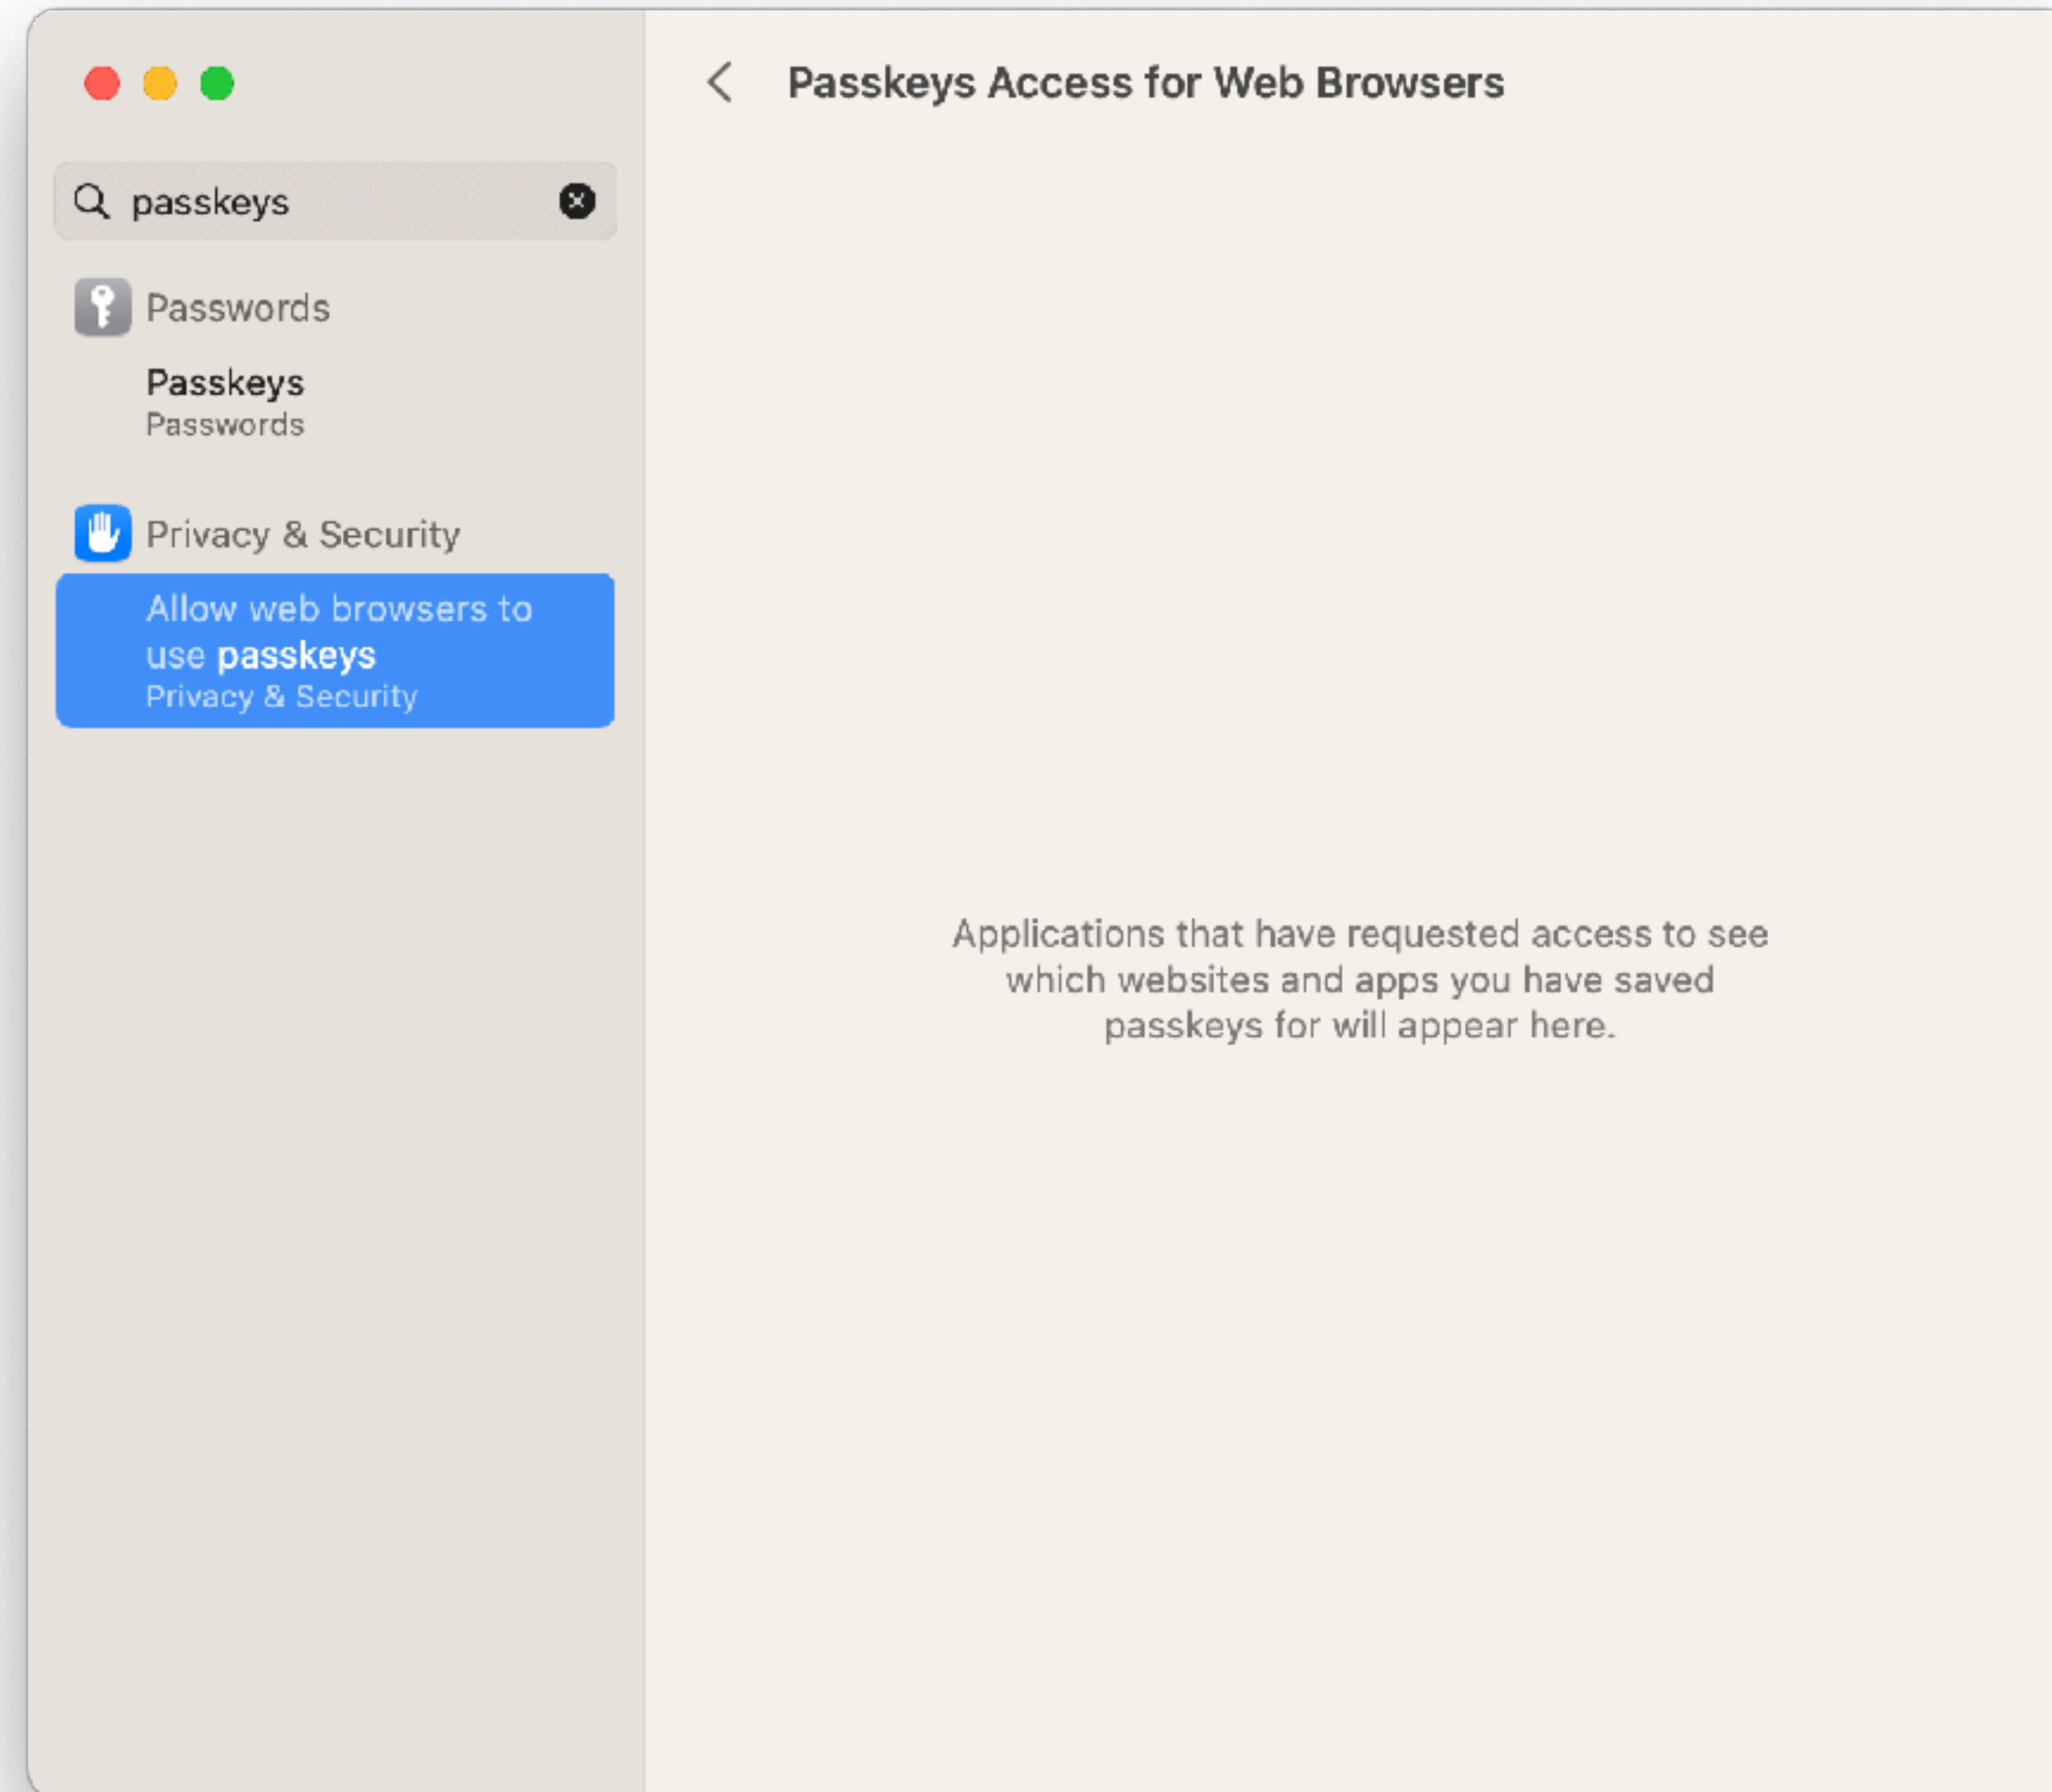 Passkeys Access for Web Browsers
passkeys
Passwords
Passkeys
Passwords
Privacy & Security
Allow web browsers to
use passkeys
Privacy & Security
Applications that have requested access to see
which websites and apps you have saved
passkeys for will appear here.